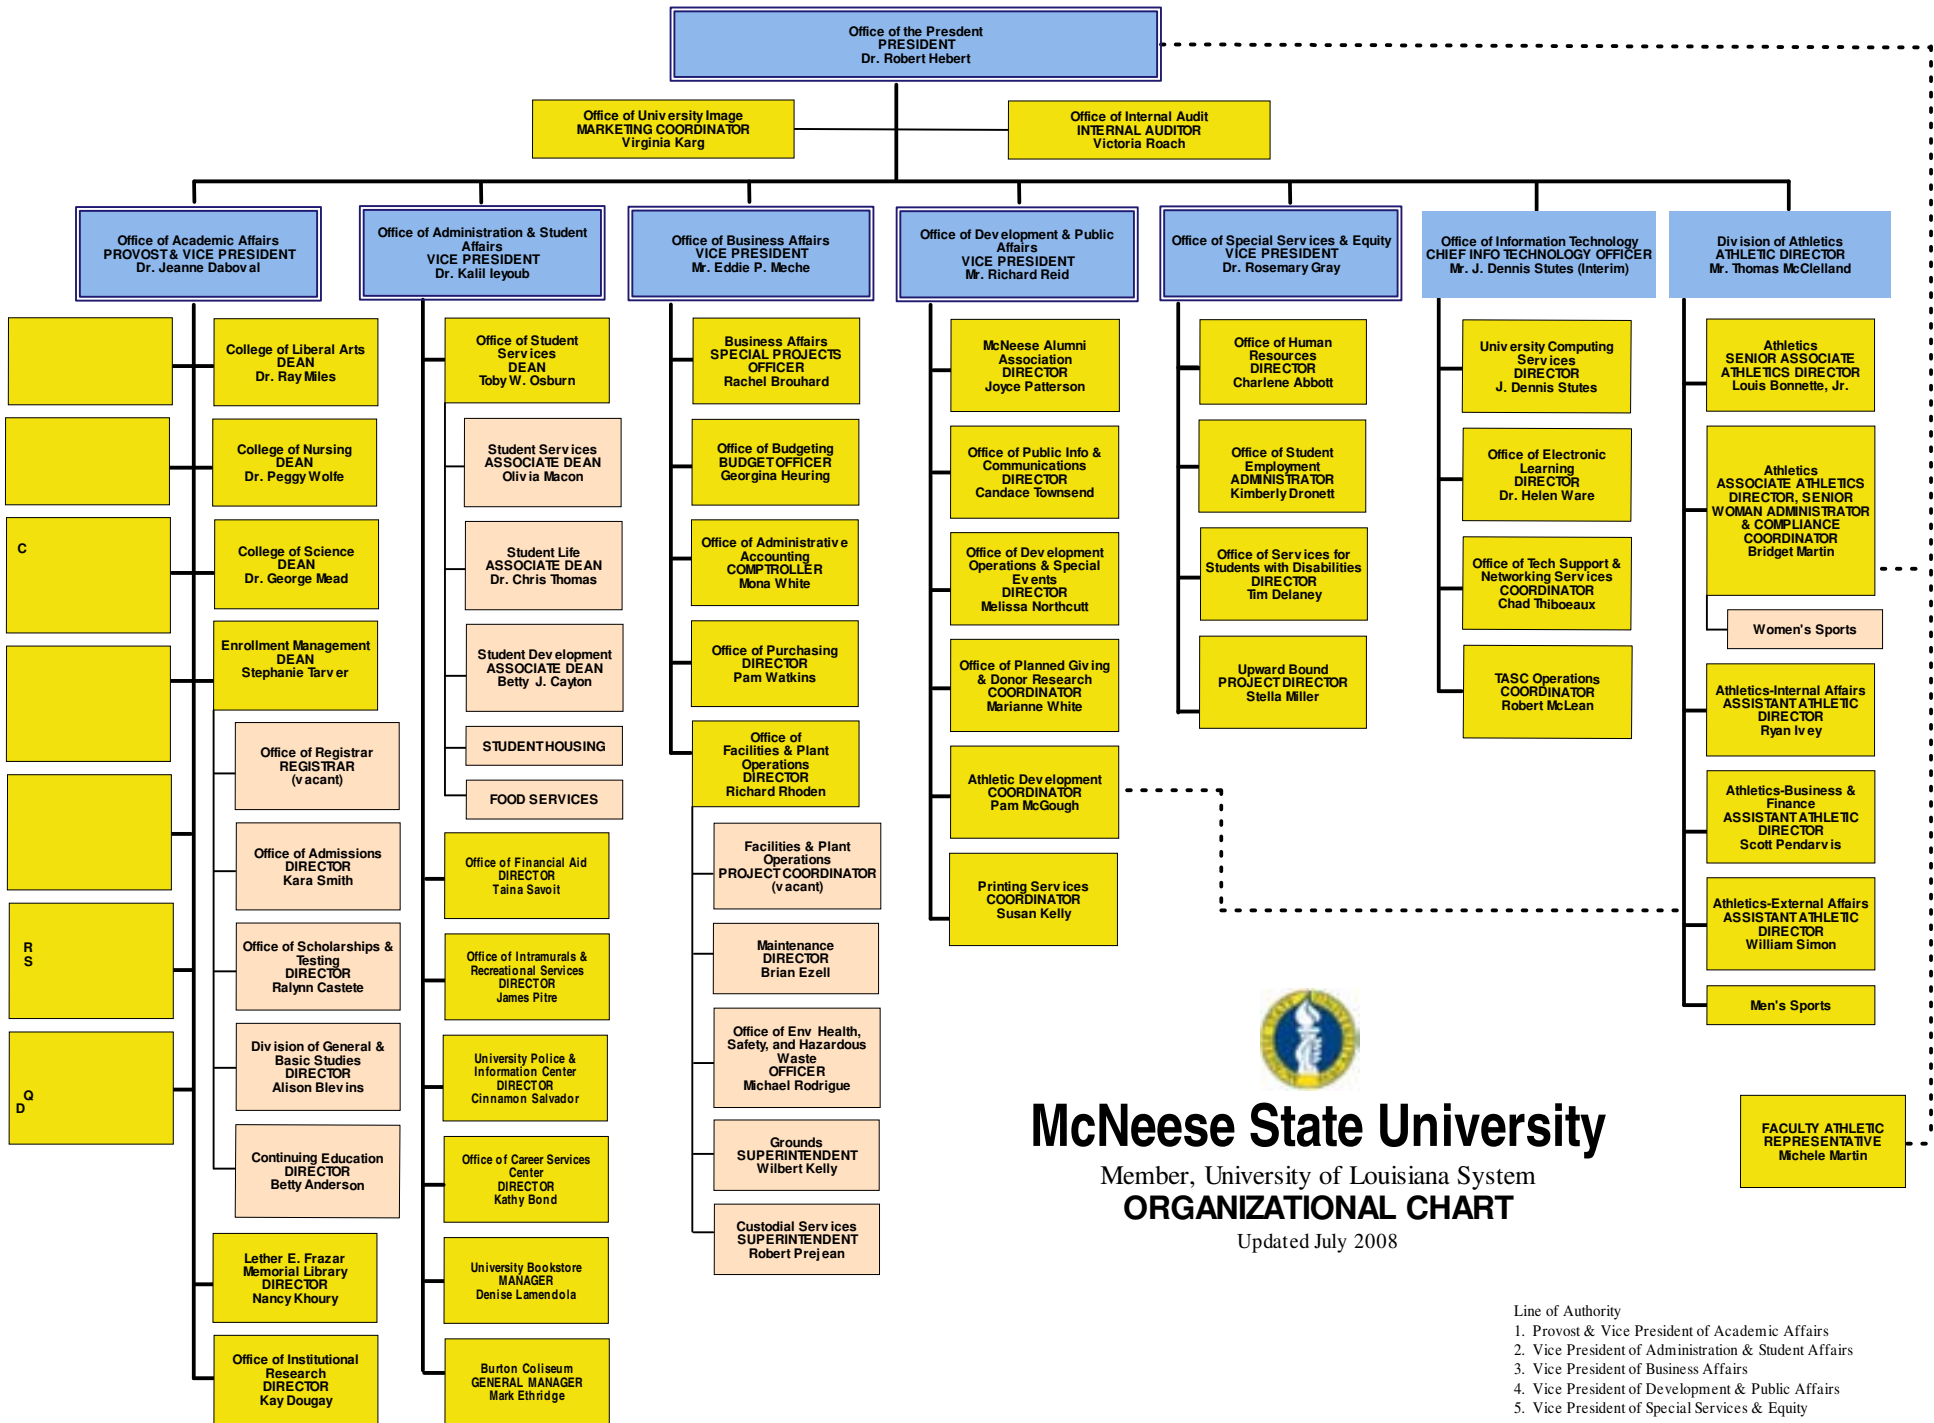 Office of the Presdent
PRESIDENT
Dr. Robert Hebert
Office of University Image
MARKETING COORDINATOR
Virginia Karg
Office of Internal Audit
INTERNAL AUDITOR
Victoria Roach
Office of Academic Affairs
PROVOST & VICE PRESIDENT
Dr. Jeanne Daboval
Office of Administration & Student
Affairs
VICE PRESIDENT
Dr. Kalil Ieyoub
Office of Business Affairs
VICE PRESIDENT
Mr. Eddie P. Meche
Office of Development & Public
Affairs
VICE PRESIDENT
Mr. Richard Reid
Office of Special Services & Equity
VICE PRESIDENT
Dr. Rosemary Gray
Office of Information Technology
CHIEF INFO TECHNOLOGY OFFICER
Mr. J. Dennis Stutes (Interim)
Division of Athletics
ATHLETIC DIRECTOR
Mr. Thomas McClelland
C
R
S
Q
D
College of Liberal Arts
DEAN
Dr. Ray Miles
College of Nursing
DEAN
Dr. Peggy Wolfe
College of Science
DEAN
Dr. George Mead
Enrollment Management
DEAN
Stephanie Tarver
Office of Registrar
REGISTRAR
(vacant)
Office of Admissions
DIRECTOR
Kara Smith
Office of Scholarships &
Testing
DIRECTOR
Ralynn Castete
Division of General &
Basic Studies
DIRECTOR
Alison Blevins
Continuing Education
DIRECTOR
Betty Anderson
Lether E. Frazar
Memorial Library
DIRECTOR
Nancy Khoury
Office of Institutional
Research
DIRECTOR
Kay Dougay
Office of Student
Services
DEAN
Toby W. Osburn
Student Services
ASSOCIATE DEAN
Olivia Macon
Student Life
ASSOCIATE DEAN
Dr. Chris Thomas
Student Development
ASSOCIATE DEAN
Betty J. Cayton
STUDENT HOUSING
FOOD SERVICES
Office of Financial Aid
DIRECTOR
Taina Savoit
Office of Intramurals &
Recreational Services
DIRECTOR
James Pitre
University Police &
Information Center
DIRECTOR
Cinnamon Salvador
Office of Career Services
Center
DIRECTOR
Kathy Bond
University Bookstore
MANAGER
Denise Lamendola
Burton Coliseum
GENERAL MANAGER
Mark Ethridge
Business Affairs
SPECIAL PROJECTS
OFFICER
Rachel Brouhard
Office of Budgeting
BUDGET OFFICER
Georgina Heuring
Office of Administrative
Accounting
COMPTROLLER
Mona White
Office of Purchasing
DIRECTOR
Pam Watkins
Office of
Facilities & Plant
Operations
DIRECTOR
Richard Rhoden
Facilities & Plant
Operations
PROJECT COORDINATOR
(vacant)
Maintenance
DIRECTOR
Brian Ezell
Office of Env Health,
Safety, and Hazardous
Waste
OFFICER
Michael Rodrigue
Grounds
SUPERINTENDENT
Wilbert Kelly
Custodial Services
SUPERINTENDENT
Robert Prejean
McNeese Alumni
Association
DIRECTOR
Joyce Patterson
Office of Public Info &
Communications
DIRECTOR
Candace Townsend
Office of Development
Operations & Special
Events
DIRECTOR
Melissa Northcutt
Office of Planned Giving
& Donor Research
COORDINATOR
Marianne White
Athletic Development
COORDINATOR
Pam McGough
Printing Services
COORDINATOR
Susan Kelly
Office of Human
Resources
DIRECTOR
Charlene Abbott
Office of Student
Employment
ADMINISTRATOR
Kimberly Dronett
Office of Services for
Students with Disabilities
DIRECTOR
Tim Delaney
Upward Bound
PROJECT DIRECTOR
Stella Miller
University Computing
Services
DIRECTOR
J. Dennis Stutes
Office of Electronic
Learning
DIRECTOR
Dr. Helen Ware
Office of Tech Support &
Networking Services
COORDINATOR
Chad Thiboeaux
TASC Operations
COORDINATOR
Robert McLean
Athletics
SENIOR ASSOCIATE
ATHLETICS DIRECTOR
Louis Bonnette, Jr.
Athletics
ASSOCIATE ATHLETICS
DIRECTOR, SENIOR
WOMAN ADMINISTRATOR
& COMPLIANCE
COORDINATOR
Bridget Martin
Women's Sports
Athletics-Internal Affairs
ASSISTANT ATHLETIC
DIRECTOR
Ryan Ivey
Athletics-Business &
Finance
ASSISTANT ATHLETIC
DIRECTOR
Scott Pendarvis
Athletics-External Affairs
ASSISTANT ATHLETIC
DIRECTOR
William Simon
Men's Sports
FACULTY ATHLETIC
REPRESENTATIVE
Michele Martin
McNeese State University
Member, University of Louisiana System
ORGANIZATIONAL CHART
Updated July 2008
Line of Authority
1. Provost & Vice President of Academic Affairs
2. Vice President of Administration & Student Affairs
3. Vice President of Business Affairs
4. Vice President of Development & Public Affairs
5. Vice President of Special Services & Equity